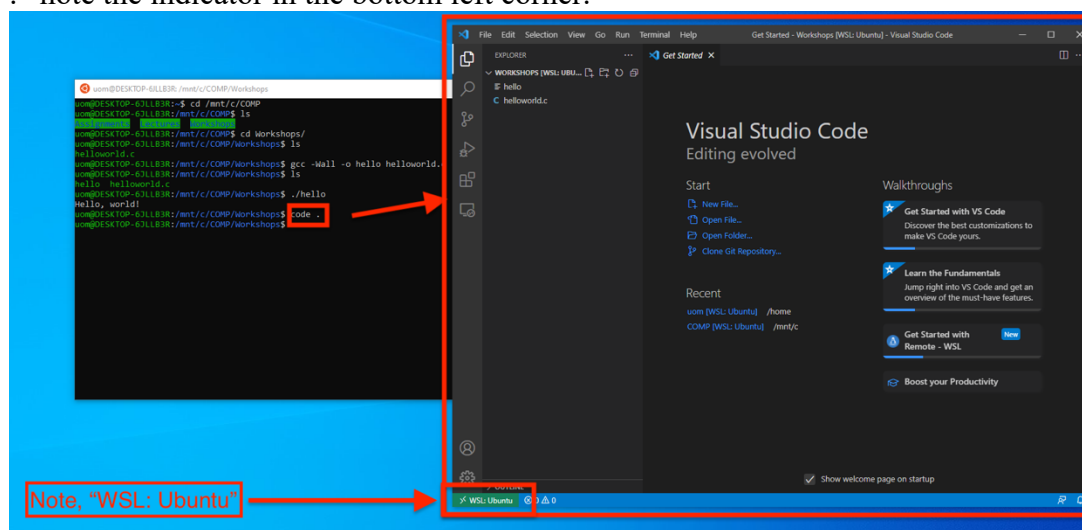 note the indicator in the bottom left corner.
uom@DESKTOP-6JLLB3R: /mnt/c/COMP/Workshops
uom@DESKTOP-6JLLB3R:~$ cd /mnt/c/COMP
uom@DESKTOP-6JLLB3R:/mnt/c/COMP$ ls
Assignments Lectures Workshops
uom@DESKTOP-6JLLB3R:/mnt/c/COMP$ cd Workshops/
uom@DESKTOP-6JLLB3R:/mnt/c/COMP/Workshops$ ls
helloworld.c
uom@DESKTOP-6JLLB3R:/mnt/c/COMP/Workshops$ gcc -Wall -o hello helloworld.c
uom@DESKTOP-6JLLB3R:/mnt/c/COMP/Workshops$ ls
hello helloworld.c
uom@DESKTOP-6JLLB3R:/mnt/c/COMP/Workshops$ ./hello
Hello, world!
uom@DESKTOP-6JLLB3R:/mnt/c/COMP/Workshops$ code .
uom@DESKTOP-6JLLB3R:/mnt/c/COMP/Workshops$
File Edit Selection View Go Run Terminal Help Get Started - Workshops [WSL: Ubuntu] - Visual Studio Code
EXPLORER ...
Get Started
WORKSHOPS [WSL: UBU...
hello
C helloworld.c
Visual Studio Code
Editing evolved
Start
New File...
Open File...
Open Folder...
Clone Git Repository...
Recent
uom [WSL: Ubuntu] /home
COMP [WSL: Ubuntu] /mnt/c
Walkthroughs
Get Started with VS Code
Discover the best customizations to
make VS Code yours.
Learn the Fundamentals
Jump right into VS Code and get an
overview of the must-have features.
Get Started with New
Remote - WSL
Boost your Productivity
OUTLINE
Show welcome page on startup
WSL: Ubuntu 0 0
Note, "WSL: Ubuntu"